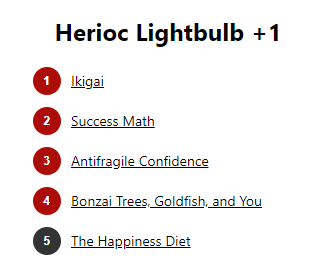 Herioc Lightbulb +1
1 Ikigai
2 Success Math
3 Antifragile Confidence
4 Bonzai Trees, Goldfish, and You
5 The Happiness Diet